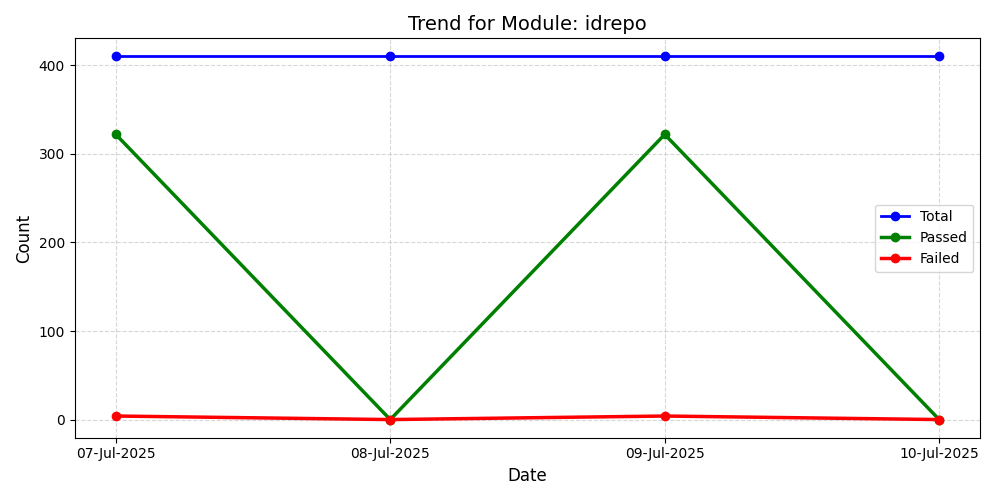 Trend for Module: idrepo
400
300
200
100
0
Count
Total
Passed
Failed
07-Jul-2025
08-Jul-2025
09-Jul-2025
10-Jul-2025
Date